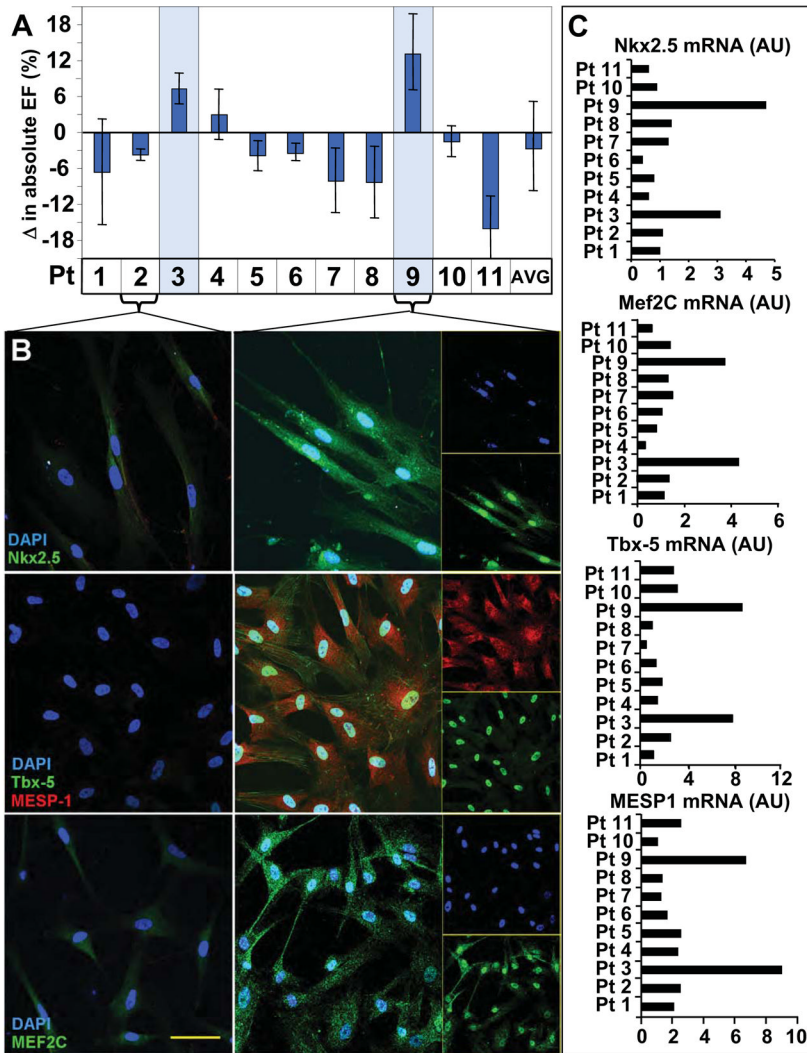 A
Δ in absolute EF (%)
18
12
6
0
-6
-12
-18
Pt 1 2 3 4 5 6 7 8 9 10 11 AVG
B
DAPI
Nkx2.5
DAPI
Tbx-5
MESP-1
DAPI
MEF2C
C
Nkx2.5 mRNA (AU)
Pt 11
Pt 10
Pt 9
Pt 8
Pt 7
Pt 6
Pt 5
Pt 4
Pt 3
Pt 2
Pt 1
0 1 3 4 5
Mef2C mRNA (AU)
Pt 11
Pt 10
Pt 9
Pt 8
Pt 7
Pt 6
Pt 5
Pt 4
Pt 3
Pt 2
Pt 1
0 2 4 6
Tbx-5 mRNA (AU)
Pt 11
Pt 10
Pt 9
Pt 8
Pt 7
Pt 6
Pt 5
Pt 4
Pt 3
Pt 2
Pt 1
0 4 8 12
MESP1 mRNA (AU)
Pt 11
Pt 10
Pt 9
Pt 8
Pt 7
Pt 6
Pt 5
Pt 4
Pt 3
Pt 2
Pt 1
0 2 4 6 8 10